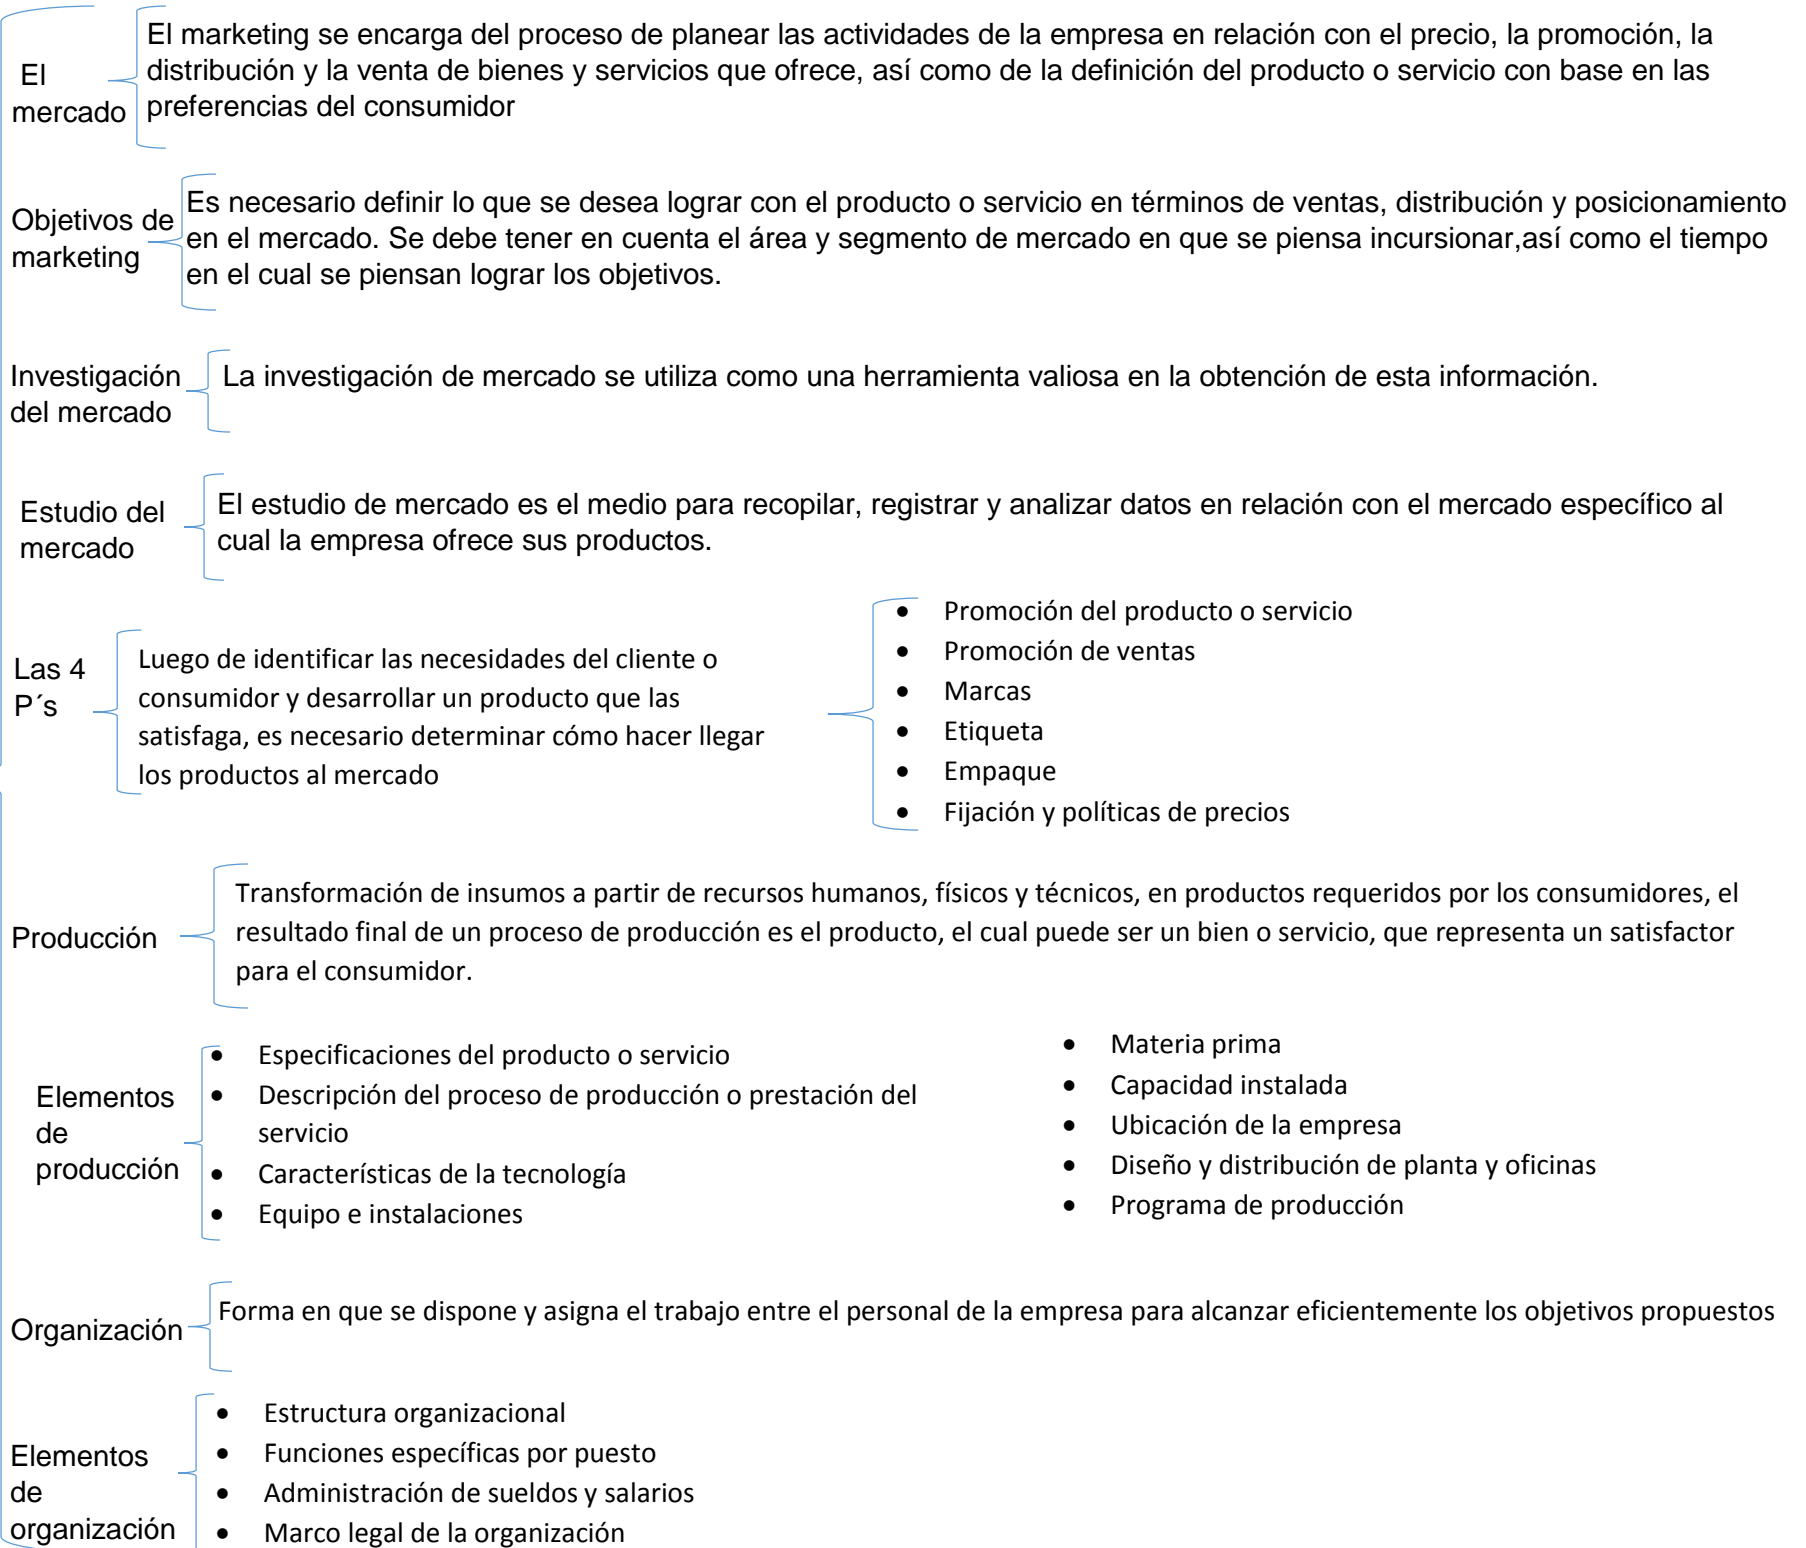 El
mercado
El marketing se encarga del proceso de planear las actividades de la empresa en relación con el precio, la promoción, la
distribución y la venta de bienes y servicios que ofrece, así como de la definición del producto o servicio con base en las
preferencias del consumidor
Objetivos de
marketing
Es necesario definir lo que se desea lograr con el producto o servicio en términos de ventas, distribución y posicionamiento
en el mercado. Se debe tener en cuenta el área y segmento de mercado en que se piensa incursionar,así como el tiempo
en el cual se piensan lograr los objetivos.
Investigación
del mercado
La investigación de mercado se utiliza como una herramienta valiosa en la obtención de esta información.
Estudio del
mercado
El estudio de mercado es el medio para recopilar, registrar y analizar datos en relación con el mercado específico al
cual la empresa ofrece sus productos.
Las 4
P´s
Luego de identificar las necesidades del cliente o
consumidor y desarrollar un producto que las
satisfaga, es necesario determinar cómo hacer llegar
los productos al mercado
• Promoción del producto o servicio
• Promoción de ventas
• Marcas
• Etiqueta
• Empaque
• Fijación y políticas de precios
Producción
Transformación de insumos a partir de recursos humanos, físicos y técnicos, en productos requeridos por los consumidores, el
resultado final de un proceso de producción es el producto, el cual puede ser un bien o servicio, que representa un satisfactor
para el consumidor.
Elementos
de
producción
• Especificaciones del producto o servicio
• Descripción del proceso de producción o prestación del
servicio
• Características de la tecnología
• Equipo e instalaciones
• Materia prima
• Capacidad instalada
• Ubicación de la empresa
• Diseño y distribución de planta y oficinas
• Programa de producción
Organización
Forma en que se dispone y asigna el trabajo entre el personal de la empresa para alcanzar eficientemente los objetivos propuestos
Elementos
de
organización
• Estructura organizacional
• Funciones específicas por puesto
• Administración de sueldos y salarios
• Marco legal de la organización